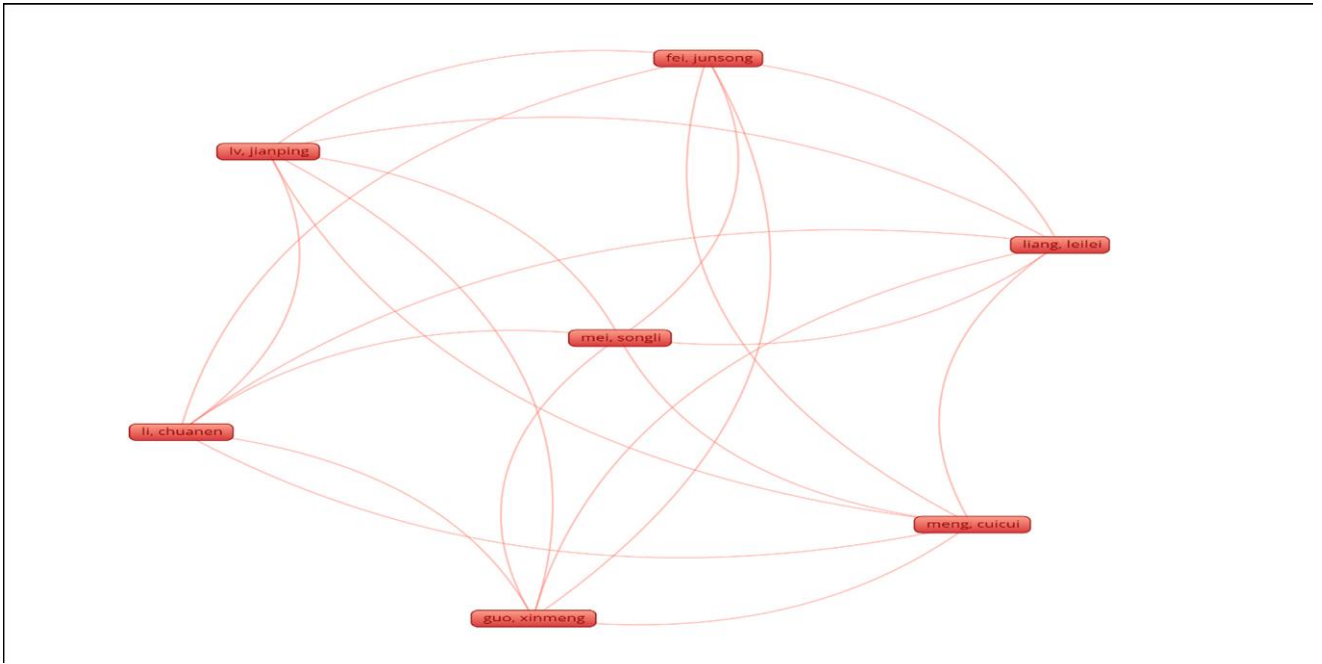 fei, junsong
lv, jianping
liang, leilei
mei, songli
li, chuanen
meng, cuicui
guo, xinmeng